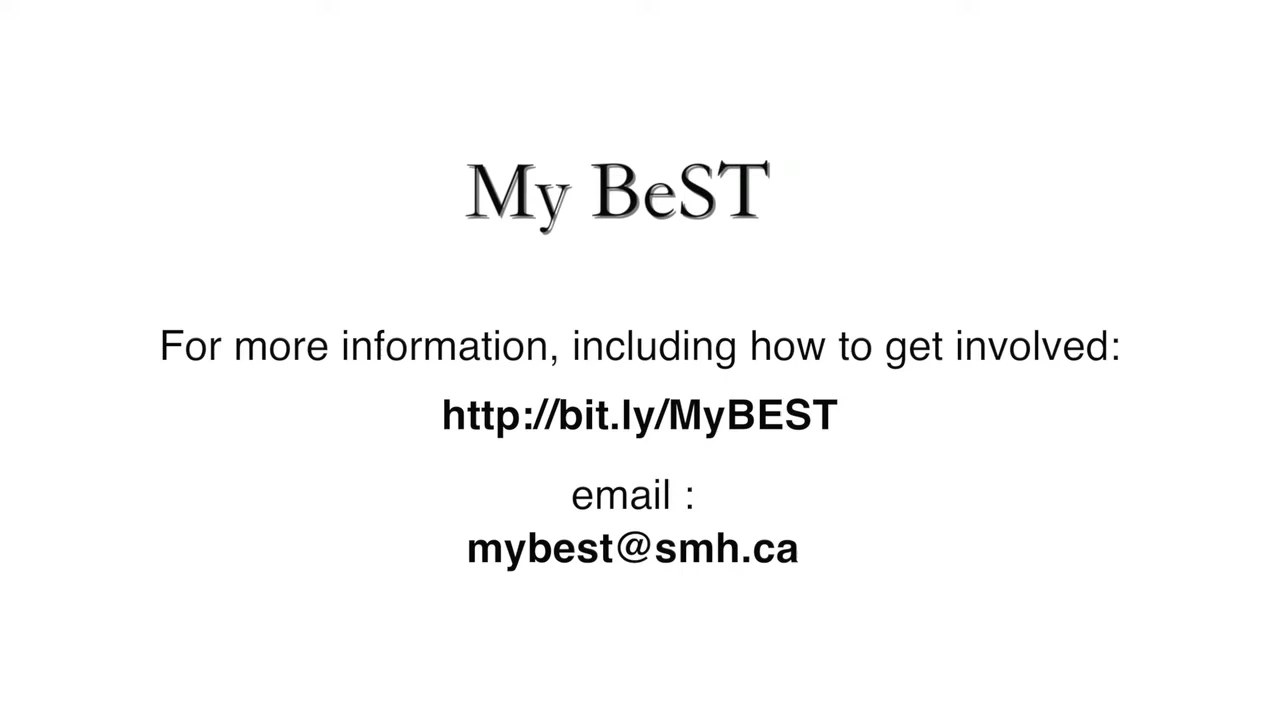 My BeST
For more information, including how to get involved:
http://bit.ly/MyBEST
email :
mybest@smh.ca